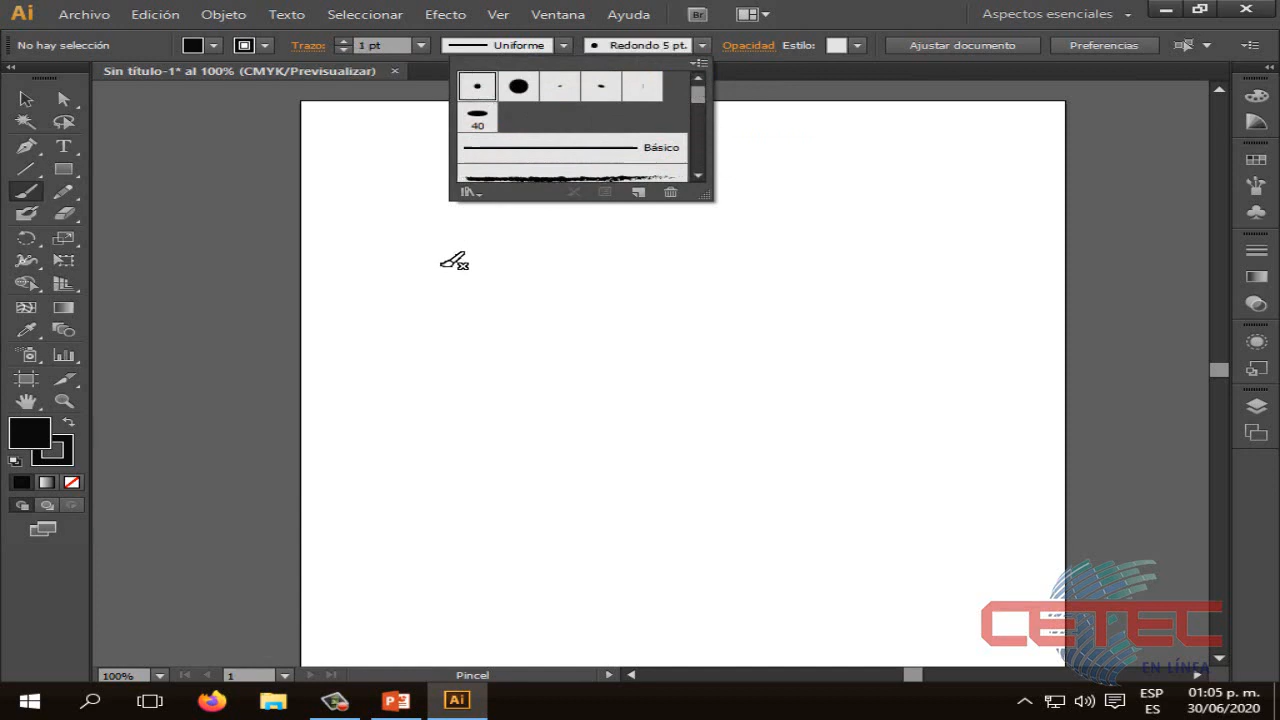 Ai Archivo Edición Objeto Texto Seleccionar Efecto Ver Ventana Ayuda Br Aspectos esenciales
No hay selección Trazo: 1 pt Uniforme Redondo 5 pt. Opacidad Estilo: Ajustar documento Preferencias
Sin título-1* al 100% (CMYK/Previsualizar) ×
40
Básico
T
CETEC
EN LÍNEA
100% 1 Pincel
Ai ESP 01:05 p. m.
ES 30/06/2020